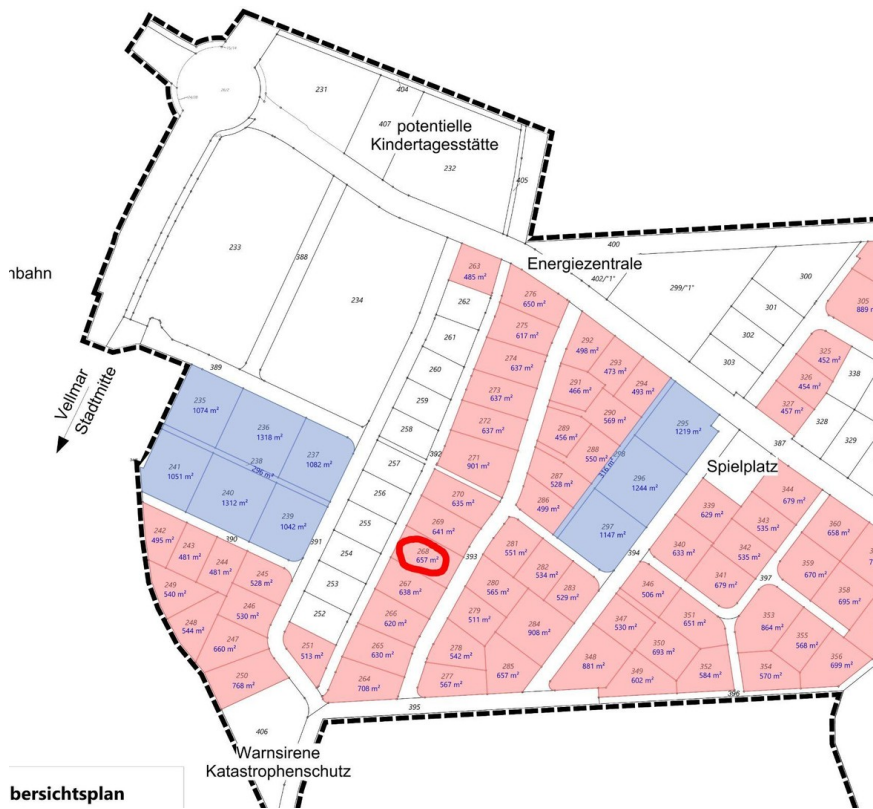 231
404
407
potentielle
Kindertagesstätte
232
405
233
388
234
400
Energiezentrale
402/"1"
299/"1"
300
301
302
303
305
nbahn
Vellmar
Stadtmitte
389
263
485 m²
262
261
260
259
258
257
256
255
254
253
252
251
513 m²
276
650 m²
275
617 m²
274
637 m²
273
637 m²
272
637 m²
271
901 m²
392
270
635 m²
269
641 m²
268
657 m²
267
638 m²
266
620 m²
265
630 m²
264
708 m²
393
292
498 m²
293
473 m²
294
493 m²
291
466 m²
290
569 m²
289
456 m²
288
550 m²
287
528 m²
286
499 m²
298
316 m²
295
1219 m²
296
1244 m²
297
1147 m²
325
452 m²
326
454 m²
327
457 m²
338
328
329
387
Spielplatz
235
1074 m²
236
1318 m²
237
1082 m²
238
296 m²
241
1051 m²
240
1312 m²
239
1042 m²
390
391
242
495 m²
243
481 m²
244
481 m²
245
528 m²
249
540 m²
246
530 m²
248
544 m²
247
660 m²
250
768 m²
406
281
551 m²
282
534 m²
280
565 m²
283
529 m²
279
511 m²
284
908 m²
278
542 m²
277
567 m²
285
657 m²
394
344
679 m²
339
629 m²
343
535 m²
340
633 m²
342
535 m²
341
679 m²
397
360
658 m²
359
670 m²
358
695 m²
346
506 m²
347
530 m²
351
651 m²
350
693 m²
348
881 m²
349
602 m²
352
584 m²
353
864 m²
355
568 m²
354
570 m²
356
699 m²
395
396
Warnsirene
Katastrophenschutz
bersichtsplan